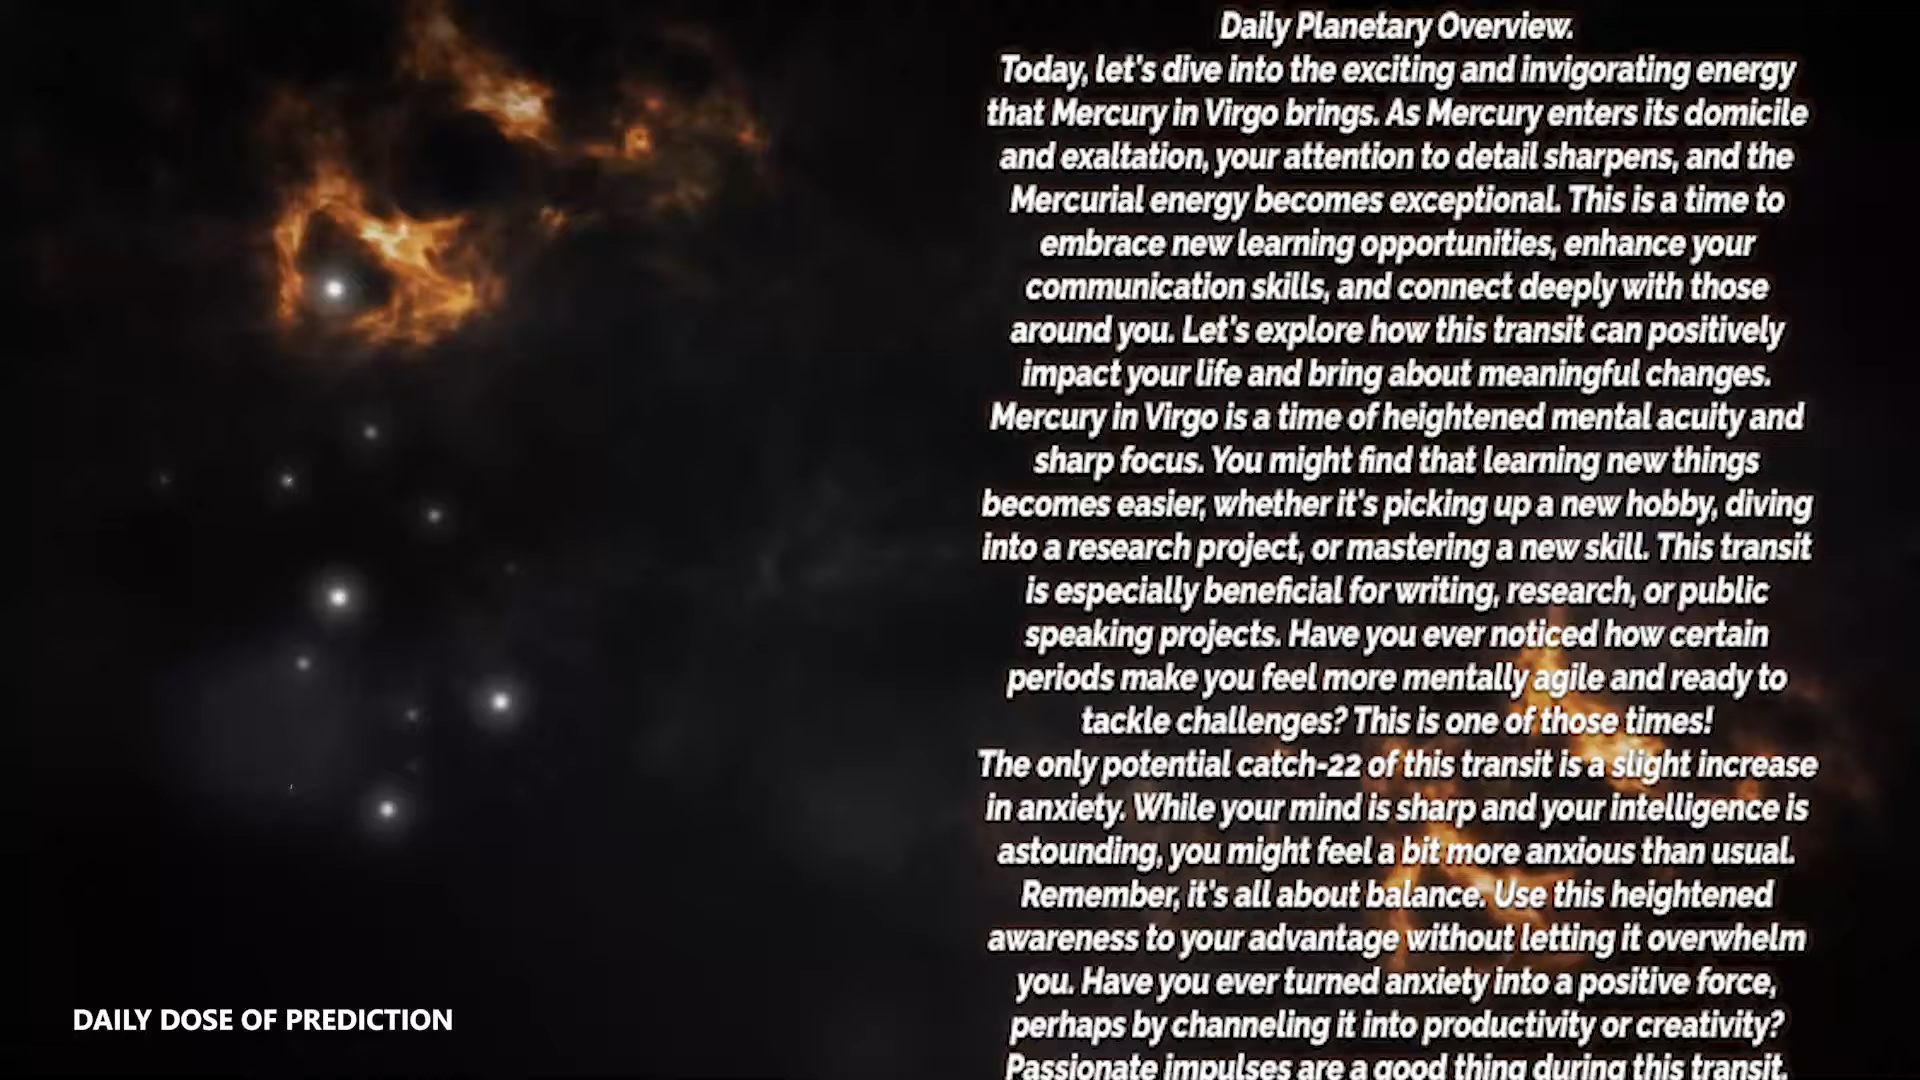 Daily Planetary Overview.
Today, let's dive into the exciting and invigorating energy
that Mercury in Virgo brings. As Mercury enters its domicile
and exaltation, your attention to detail sharpens, and the
Mercurial energy becomes exceptional. This is a time to
embrace new learning opportunities, enhance your
communication skills, and connect deeply with those
around you. Let's explore how this transit can positively
impact your life and bring about meaningful changes.
Mercury in Virgo is a time of heightened mental acuity and
sharp focus. You might find that learning new things
becomes easier, whether it's picking up a new hobby, diving
into a research project, or mastering a new skill. This transit
is especially beneficial for writing, research, or public
speaking projects. Have you ever noticed how certain
periods make you feel more mentally agile and ready to
tackle challenges? This is one of those times!
The only potential catch-22 of this transit is a slight increase
in anxiety. While your mind is sharp and your intelligence is
astounding, you might feel a bit more anxious than usual.
Remember, it's all about balance. Use this heightened
awareness to your advantage without letting it overwhelm
you. Have you ever turned anxiety into a positive force,
perhaps by channeling it into productivity or creativity?
Passionate impulses are a good thing during this transit.
DAILY DOSE OF PREDICTION